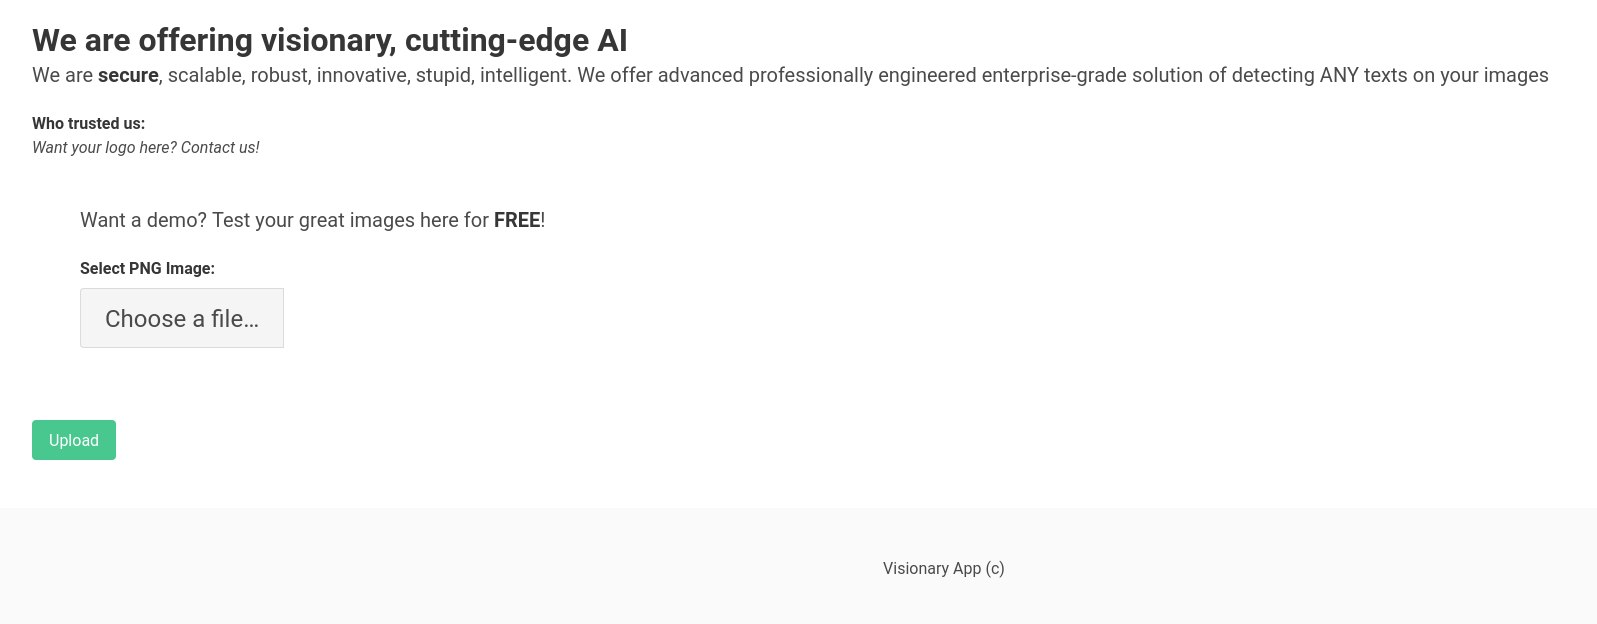 We are offering visionary, cutting-edge AI
We are secure, scalable, robust, innovative, stupid, intelligent. We offer advanced professionally engineered enterprise-grade solution of detecting ANY texts on your images
Who trusted us:
Want your logo here? Contact us!
Want a demo? Test your great images here for FREE!
Select PNG Image:
Choose a file…
Upload
Visionary App (c)